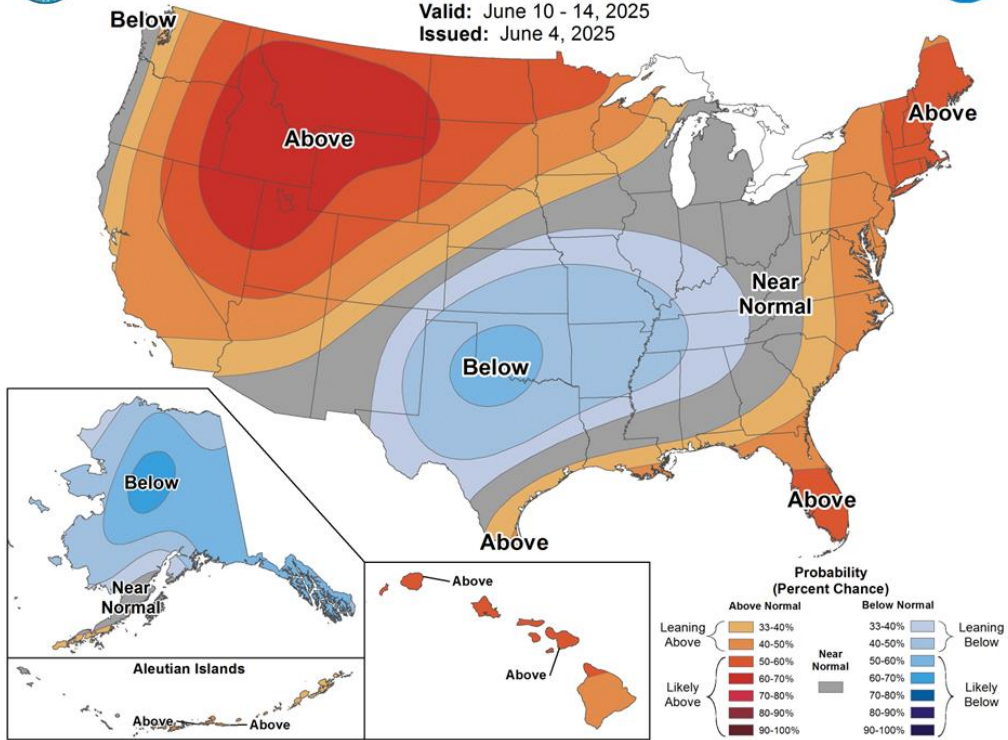 Valid: June 10 - 14, 2025
Issued: June 4, 2025
Below
Above
Above
Near
Normal
Below
Above
Above
Below
Near
Normal
Aleutian Islands
Above
Above
Above
Above
Probability
(Percent Chance)
Above Normal
Below Normal
Leaning
Above
33-40%
40-50%
Likely
Above
50-60%
60-70%
70-80%
80-90%
90-100%
Near
Normal
33-40%
40-50%
Leaning
Below
50-60%
60-70%
70-80%
80-90%
90-100%
Likely
Below